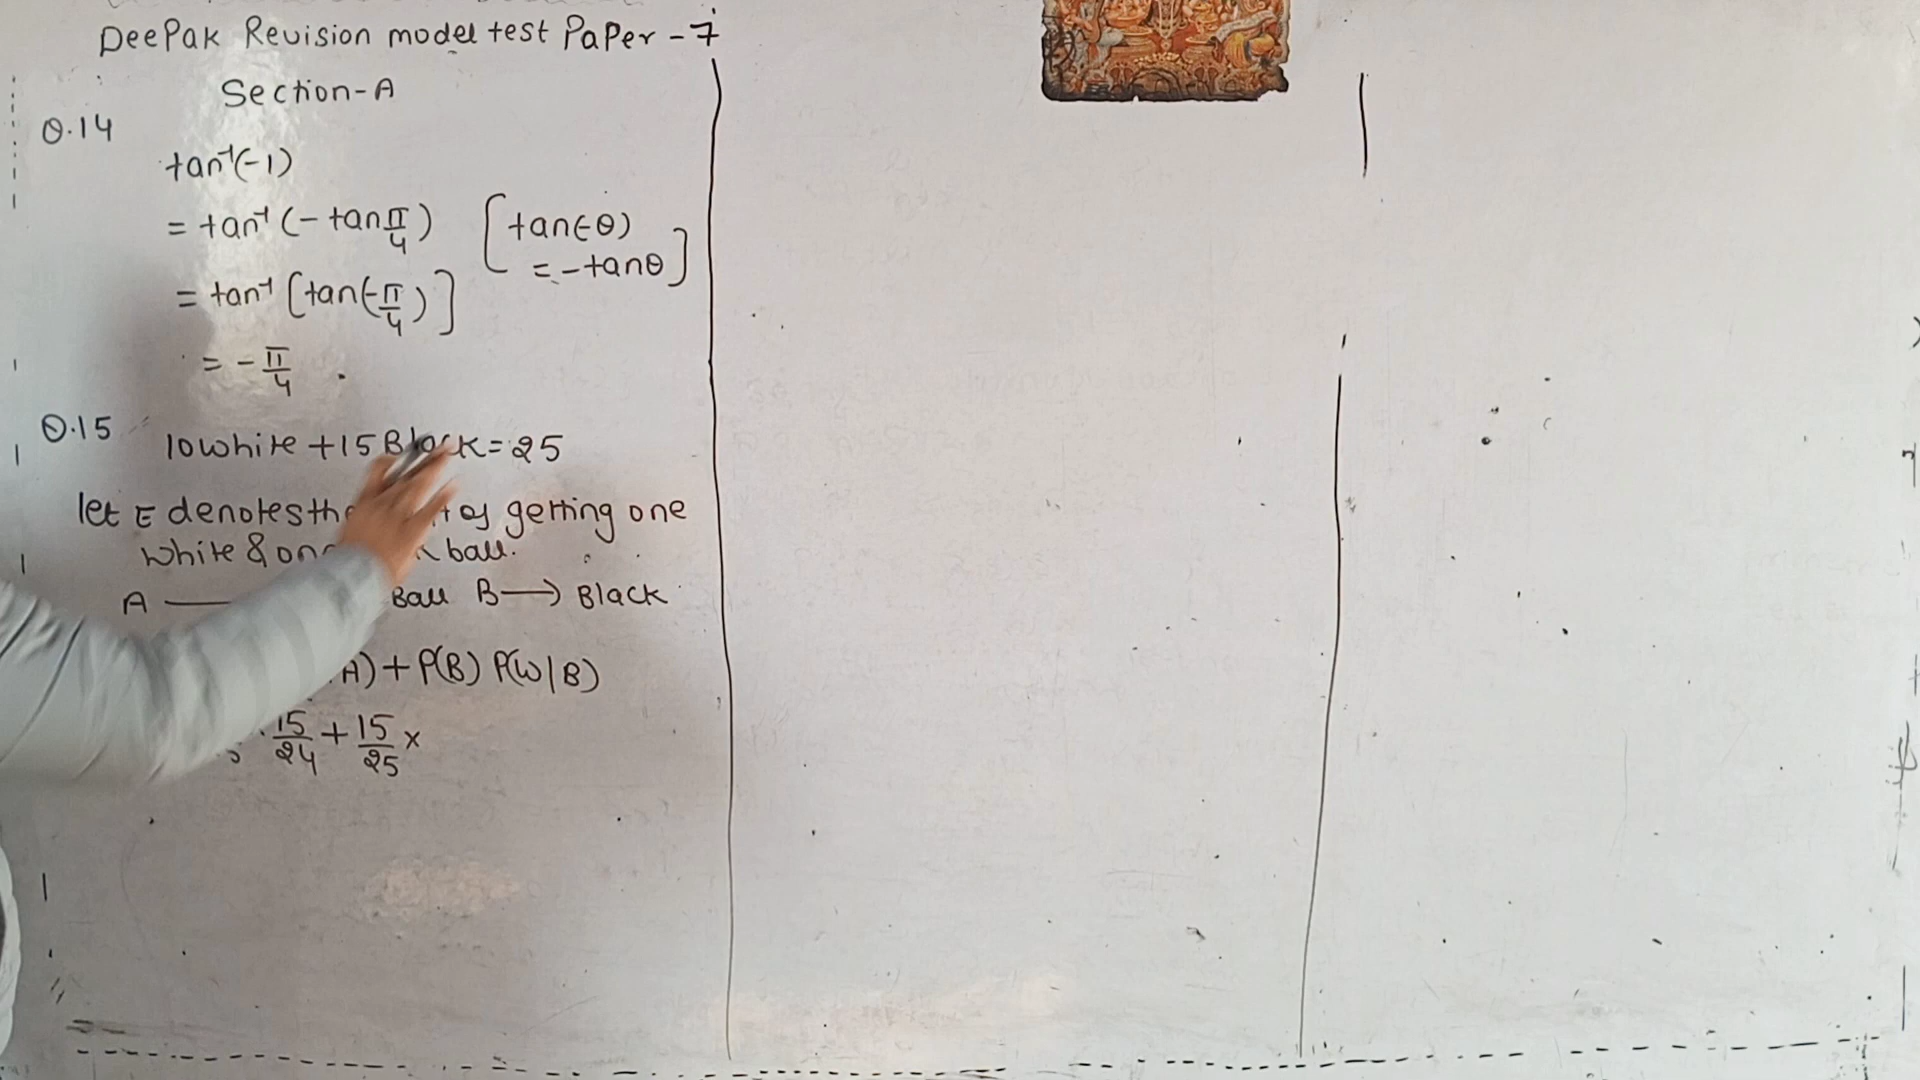 DeePak Revision model test PaPer - 7
Section-A
Q.14
tan⁻¹(-1)
= tan⁻¹(- tan π/4) [tan(-θ) = -tanθ]
= tan⁻¹[tan(-π/4)]
= - π/4 .
Q.15
10 white + 15 Black = 25
let E denotes the of getting one
white & one ball.
A — Ball B → Black
A) + P(B) P(W|B)
15/24 + 15/25 ×